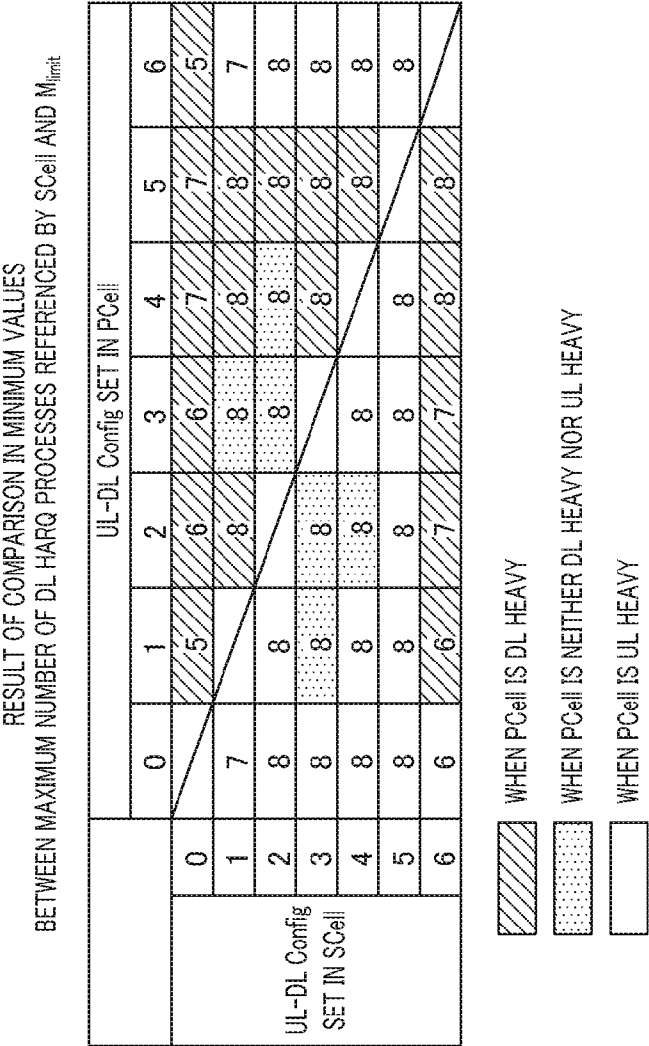 RESULT OF COMPARISON IN MINIMUM VALUES
BETWEEN MAXIMUM NUMBER OF DL HARQ PROCESSES REFERENCED BY SCell AND Mlimit
UL-DL Config SET IN PCell
0 1 2 3 4 5 6
UL-DL Config
SET IN SCell
0 5 6 6 7 7 5
1 7 8 8 8 8 7
2 8 8 8 8 8 8
3 8 8 8 8 8 8
4 8 8 8 8 8 8
5 8 8 8 8 8 8
6 6 6 7 7 8 8
WHEN PCell IS DL HEAVY
WHEN PCell IS NEITHER DL HEAVY NOR UL HEAVY
WHEN PCell IS UL HEAVY